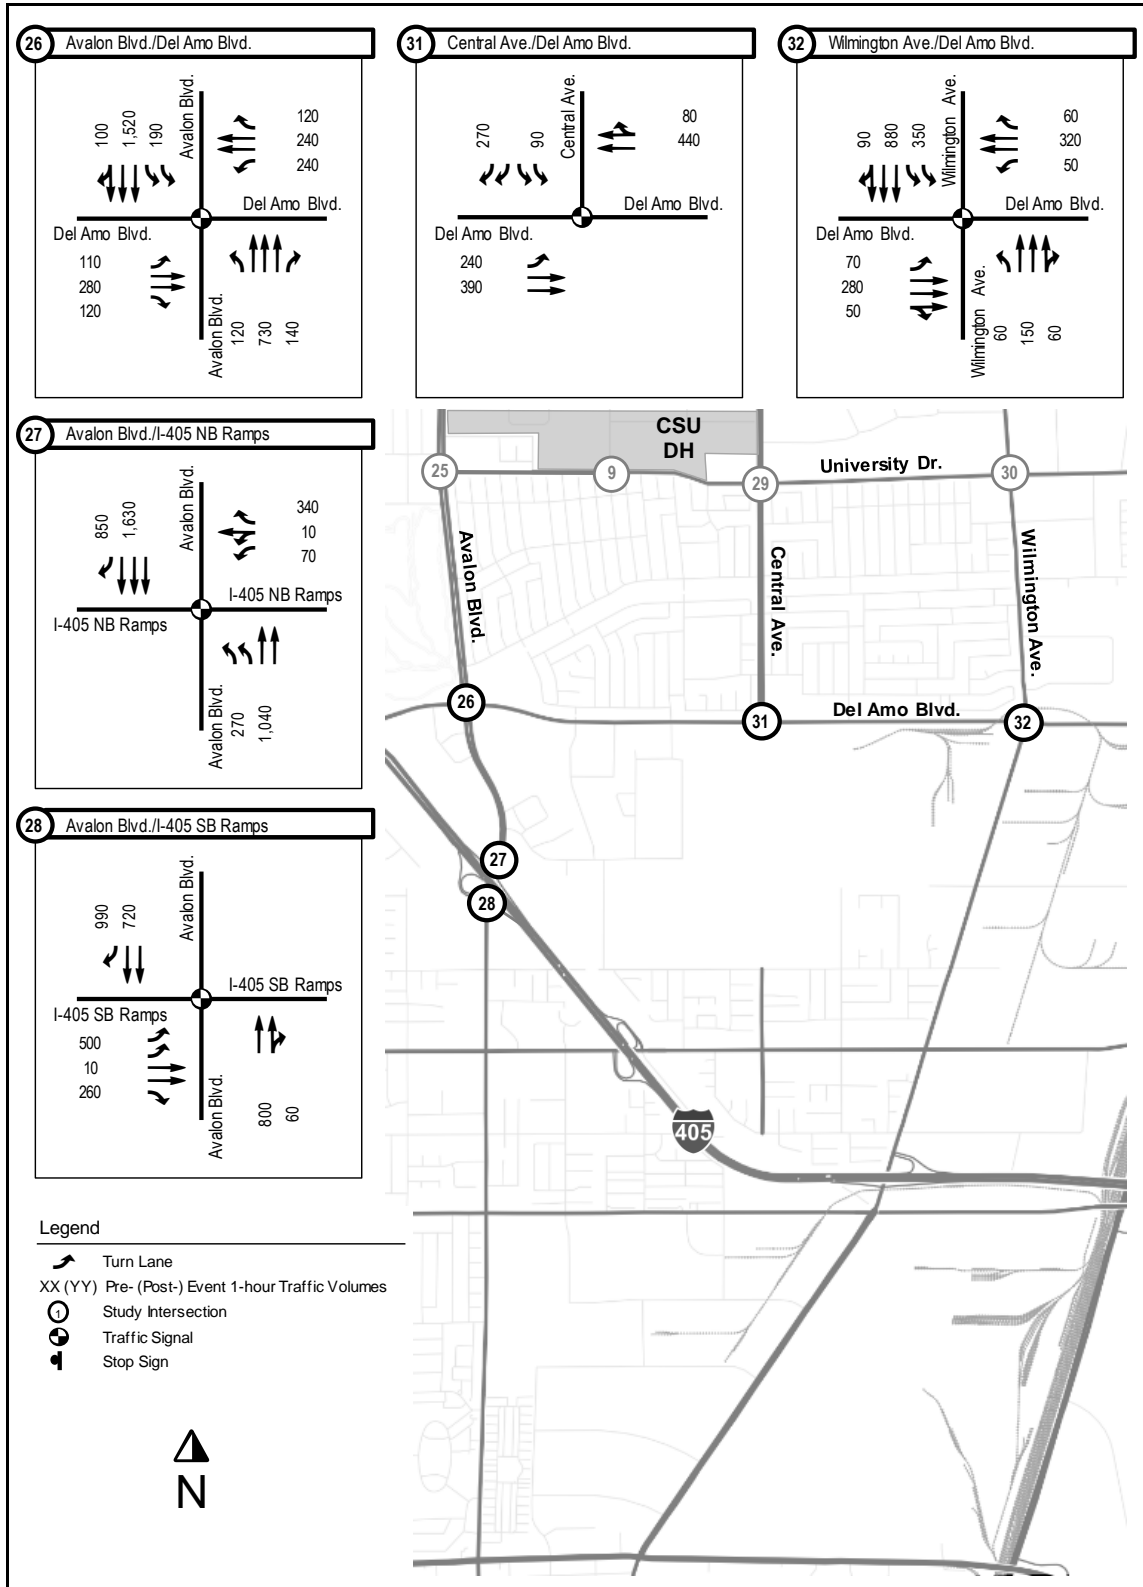 26 Avalon Blvd./Del Amo Blvd.
100 1,520 190
Avalon Blvd.
120
240
240
Del Amo Blvd.
Del Amo Blvd.
110
280
120
Avalon Blvd.
120 730 140
31 Central Ave./Del Amo Blvd.
270 90
Central Ave.
80
440
Del Amo Blvd.
Del Amo Blvd.
240
390
32 Wilmington Ave./Del Amo Blvd.
90 880 350
Wilmington Ave.
60
320
50
Del Amo Blvd.
Del Amo Blvd.
70
280
50
Wilmington Ave.
60 150 60
27 Avalon Blvd./I-405 NB Ramps
850 1,630
Avalon Blvd.
340
10
70
I-405 NB Ramps
I-405 NB Ramps
Avalon Blvd.
270 1,040
28 Avalon Blvd./I-405 SB Ramps
990 720
Avalon Blvd.
I-405 SB Ramps
I-405 SB Ramps
500
10
260
Avalon Blvd.
800 60
CSU
DH
25
9
29
University Dr.
30
Avalon Blvd.
Central Ave.
Wilmington Ave.
26
31
Del Amo Blvd.
32
27
28
405
Legend
Turn Lane
XX (YY) Pre- (Post-) Event 1-hour Traffic Volumes
1 Study Intersection
Traffic Signal
Stop Sign
N